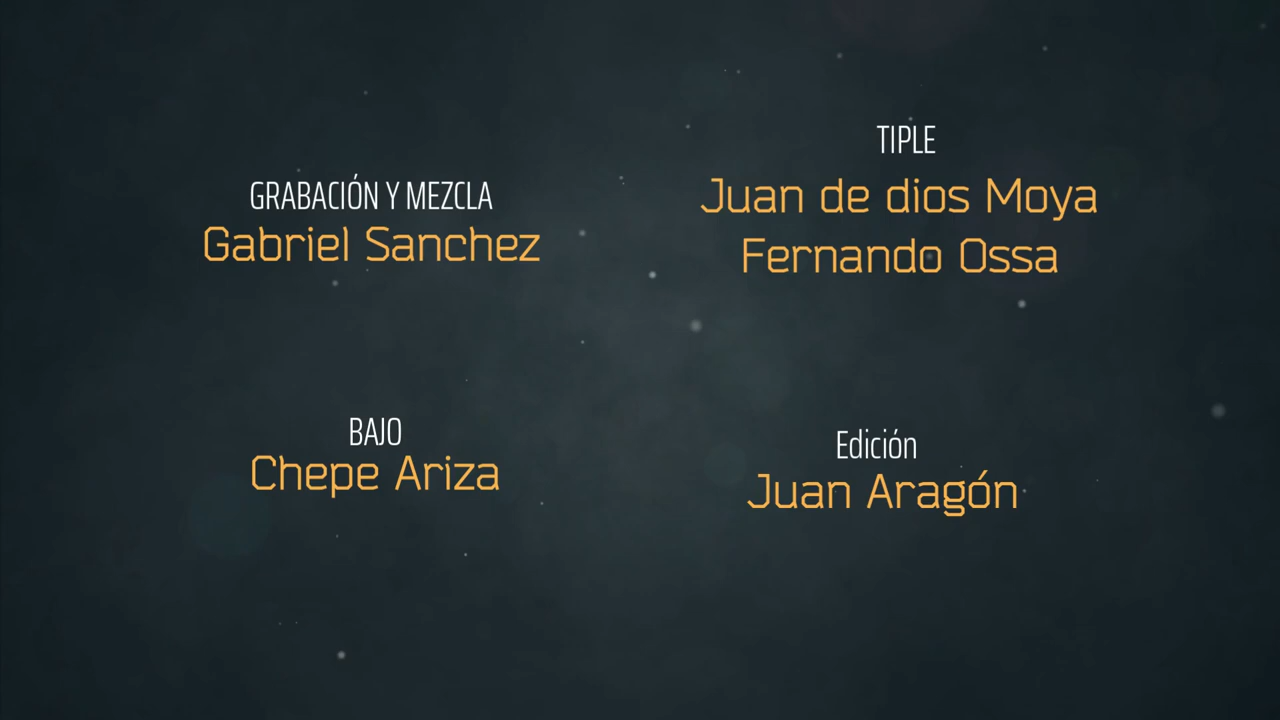 GRABACIÓN Y MEZCLA
Gabriel Sanchez
TIPLE
Juan de dios Moya
Fernando Ossa
BAJO
Chepe Ariza
Edición
Juan Aragón